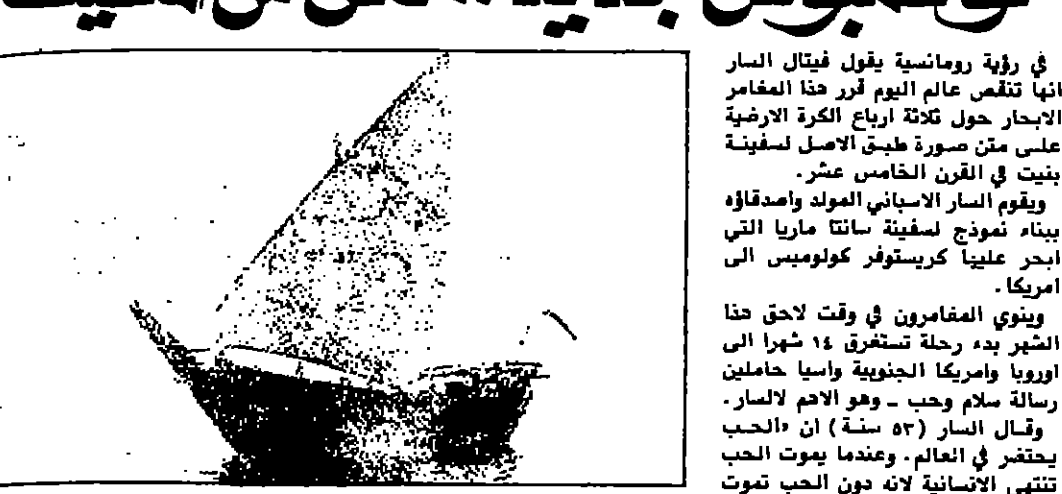 في رؤية رومانسية يقول فيتال السار
انها تنقص عالم اليوم قرر هذا المغامر
الابحار حول ثلاثة ارباع الكرة الارضية
على متن صورة طبق الاصل لسفينة
بنيت في القرن الخامس عشر.
ويقوم السار الاسباني المولد واصدقاؤه
ببناء نموذج لسفينة سانتا ماريا التي
ابحر عليها كريستوفر كولومبس الى
امريكا.
وينوي المغامرون في وقت لاحق هذا
الشهر بدء رحلة تستغرق ١٤ شهرا الى
اوروبا وامريكا الجنوبية واسيا حاملين
رسالة سلام وحب ــ وهو الاهم لالسار.
وقال السار (٥٣ سنة) ان «الحب
يحتضر في العالم. وعندما يموت الحب
تنتهي الانسانية لانه دون الحب تموت